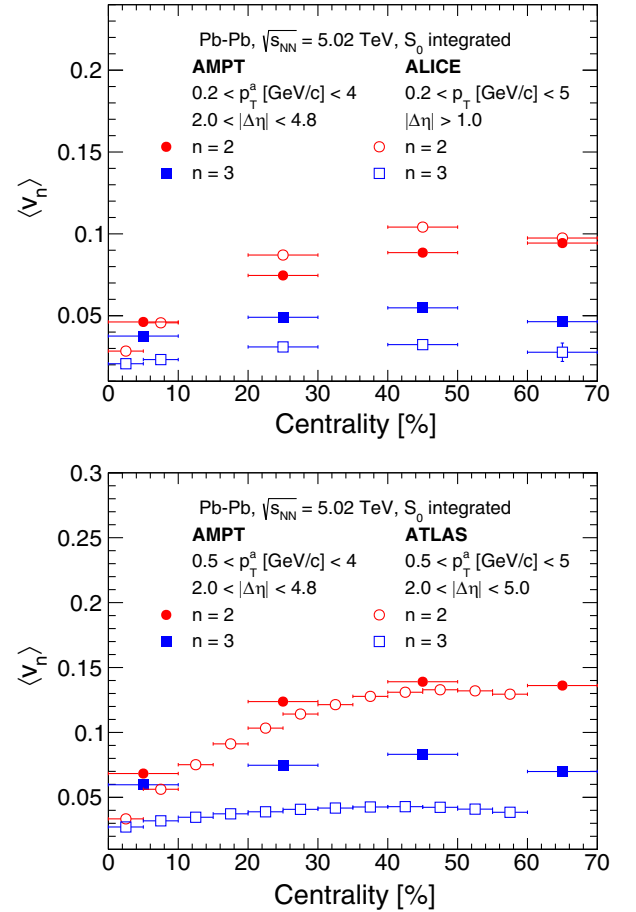 Pb-Pb, √s_NN = 5.02 TeV, S_0 integrated
AMPT ALICE
0.2 < p_T^a [GeV/c] < 4 0.2 < p_T [GeV/c] < 5
2.0 < |Δη| < 4.8 |Δη| > 1.0
n = 2 n = 2
n = 3 n = 3
⟨v_n⟩
0.2
0.15
0.1
0.05
0 10 20 30 40 50 60 70
Centrality [%]
Pb-Pb, √s_NN = 5.02 TeV, S_0 integrated
AMPT ATLAS
0.5 < p_T^a [GeV/c] < 4 0.5 < p_T^a [GeV/c] < 5
2.0 < |Δη| < 4.8 2.0 < |Δη| < 5.0
n = 2 n = 2
n = 3 n = 3
⟨v_n⟩
0.3
0.25
0.2
0.15
0.1
0.05
0 10 20 30 40 50 60 70
Centrality [%]